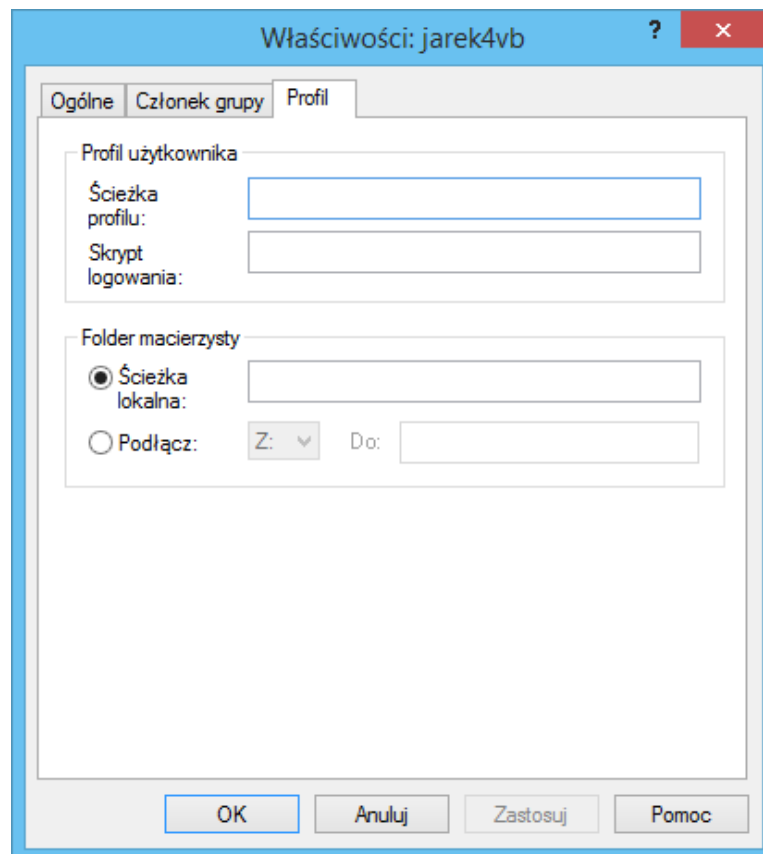 Właściwości: jarek4vb
?
Ogólne Członek grupy Profil
Profil użytkownika
Ścieżka
profilu:
Skrypt
logowania:
Folder macierzysty
Ścieżka
lokalna:
Podłącz: Z: Do:
OK Anuluj Zastosuj Pomoc